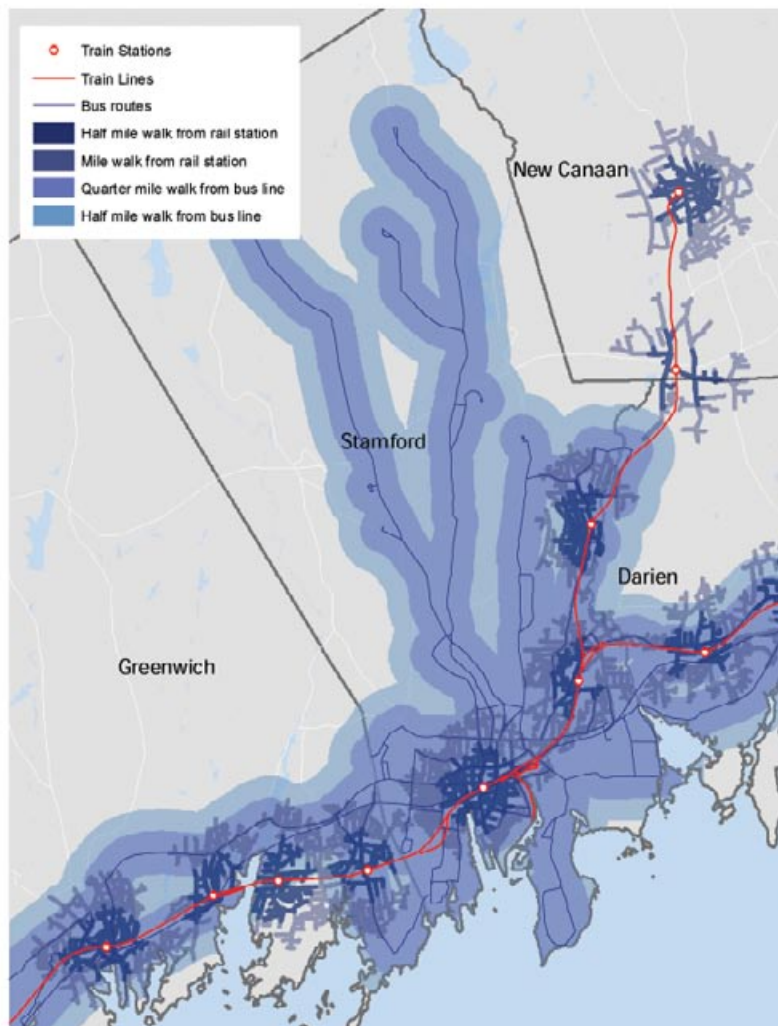 Train Stations
Train Lines
Bus routes
Half mile walk from rail station
Mile walk from rail station
Quarter mile walk from bus line
Half mile walk from bus line
New Canaan
Stamford
Darien
Greenwich